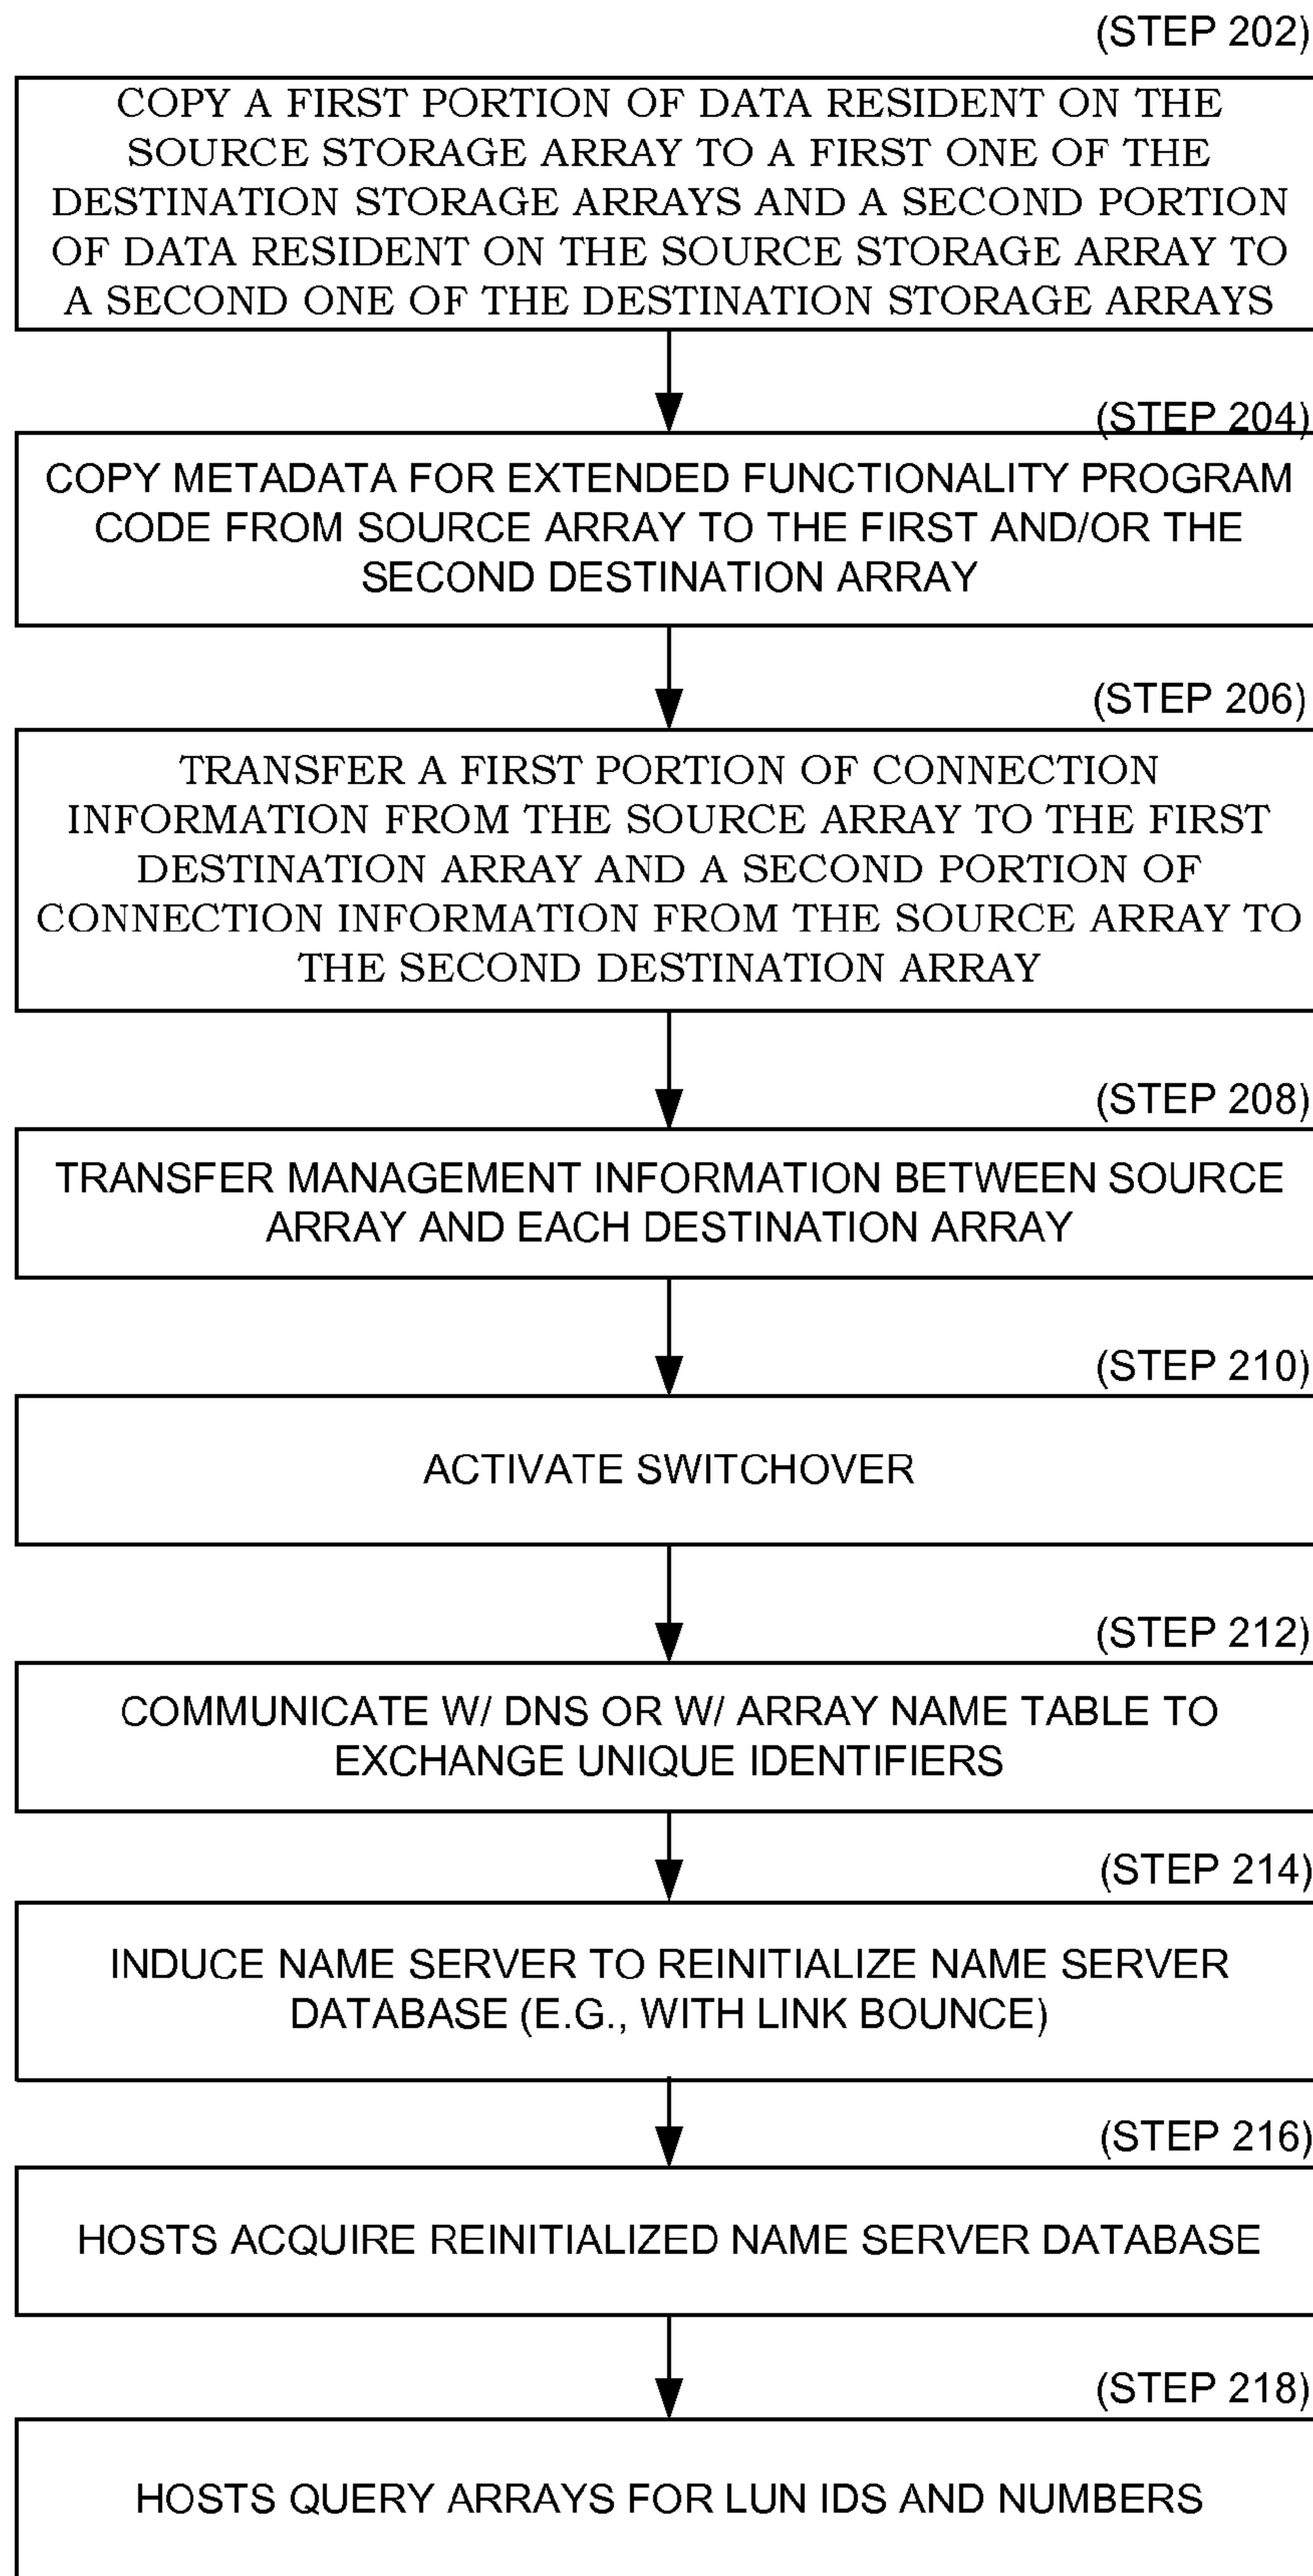 (STEP 202)
COPY A FIRST PORTION OF DATA RESIDENT ON THE
SOURCE STORAGE ARRAY TO A FIRST ONE OF THE
DESTINATION STORAGE ARRAYS AND A SECOND PORTION
OF DATA RESIDENT ON THE SOURCE STORAGE ARRAY TO
A SECOND ONE OF THE DESTINATION STORAGE ARRAYS
(STEP 204)
COPY METADATA FOR EXTENDED FUNCTIONALITY PROGRAM
CODE FROM SOURCE ARRAY TO THE FIRST AND/OR THE
SECOND DESTINATION ARRAY
(STEP 206)
TRANSFER A FIRST PORTION OF CONNECTION
INFORMATION FROM THE SOURCE ARRAY TO THE FIRST
DESTINATION ARRAY AND A SECOND PORTION OF
CONNECTION INFORMATION FROM THE SOURCE ARRAY TO
THE SECOND DESTINATION ARRAY
(STEP 208)
TRANSFER MANAGEMENT INFORMATION BETWEEN SOURCE
ARRAY AND EACH DESTINATION ARRAY
(STEP 210)
ACTIVATE SWITCHOVER
(STEP 212)
COMMUNICATE W/ DNS OR W/ ARRAY NAME TABLE TO
EXCHANGE UNIQUE IDENTIFIERS
(STEP 214)
INDUCE NAME SERVER TO REINITIALIZE NAME SERVER
DATABASE (E.G., WITH LINK BOUNCE)
(STEP 216)
HOSTS ACQUIRE REINITIALIZED NAME SERVER DATABASE
(STEP 218)
HOSTS QUERY ARRAYS FOR LUN IDS AND NUMBERS